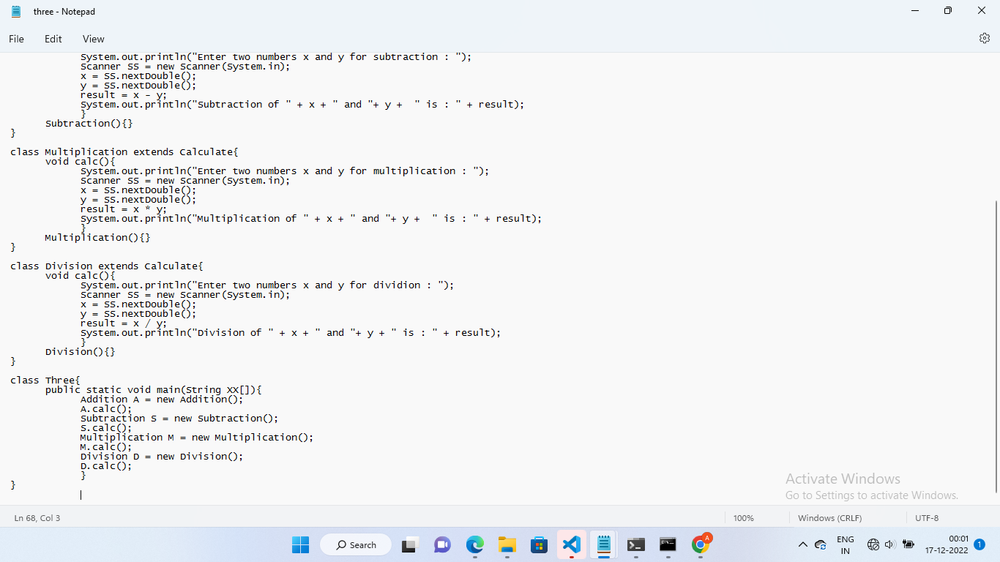 three - Notepad
File Edit View
System.out.println("Enter two numbers x and y for subtraction : ");
Scanner SS = new Scanner(System.in);
x = SS.nextDouble();
y = SS.nextDouble();
result = x - y;
System.out.println("Subtraction of " + x + " and "+ y +  " is : " + result);
}
Subtraction(){}
}
class Multiplication extends Calculate{
void calc(){
System.out.println("Enter two numbers x and y for multiplication : ");
Scanner SS = new Scanner(System.in);
x = SS.nextDouble();
y = SS.nextDouble();
result = x * y;
System.out.println("Multiplication of " + x + " and "+ y +  " is : " + result);
}
Multiplication(){}
}
class Division extends Calculate{
void calc(){
System.out.println("Enter two numbers x and y for dividion : ");
Scanner SS = new Scanner(System.in);
x = SS.nextDouble();
y = SS.nextDouble();
result = x / y;
System.out.println("Division of " + x + " and "+ y + " is : " + result);
}
Division(){}
}
class Three{
public static void main(String XX[]){
Addition A = new Addition();
A.calc();
Subtraction S = new Subtraction();
S.calc();
Multiplication M = new Multiplication();
M.calc();
Division D = new Division();
D.calc();
}
}
Activate Windows
Go to Settings to activate Windows.
Ln 68, Col 3 100% Windows (CRLF) UTF-8
Search A ENG 00:01 1
IN 17-12-2022